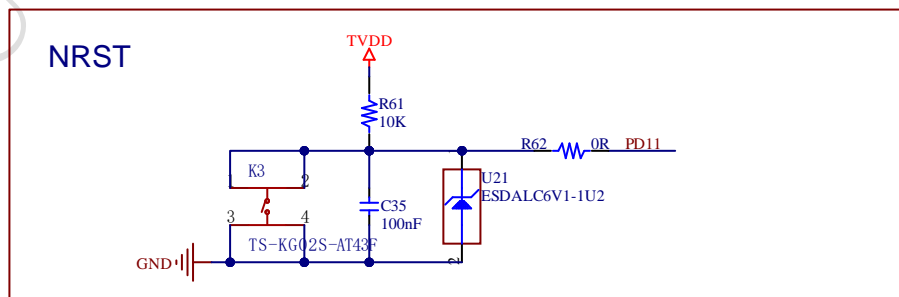 NRST
TVDD
R61
10K
R62 0R PD11
K3
1 2
U21
ESDALC6V1-1U2
C35
100nF
3 4
TS-KG02S-AT43F
GND
2